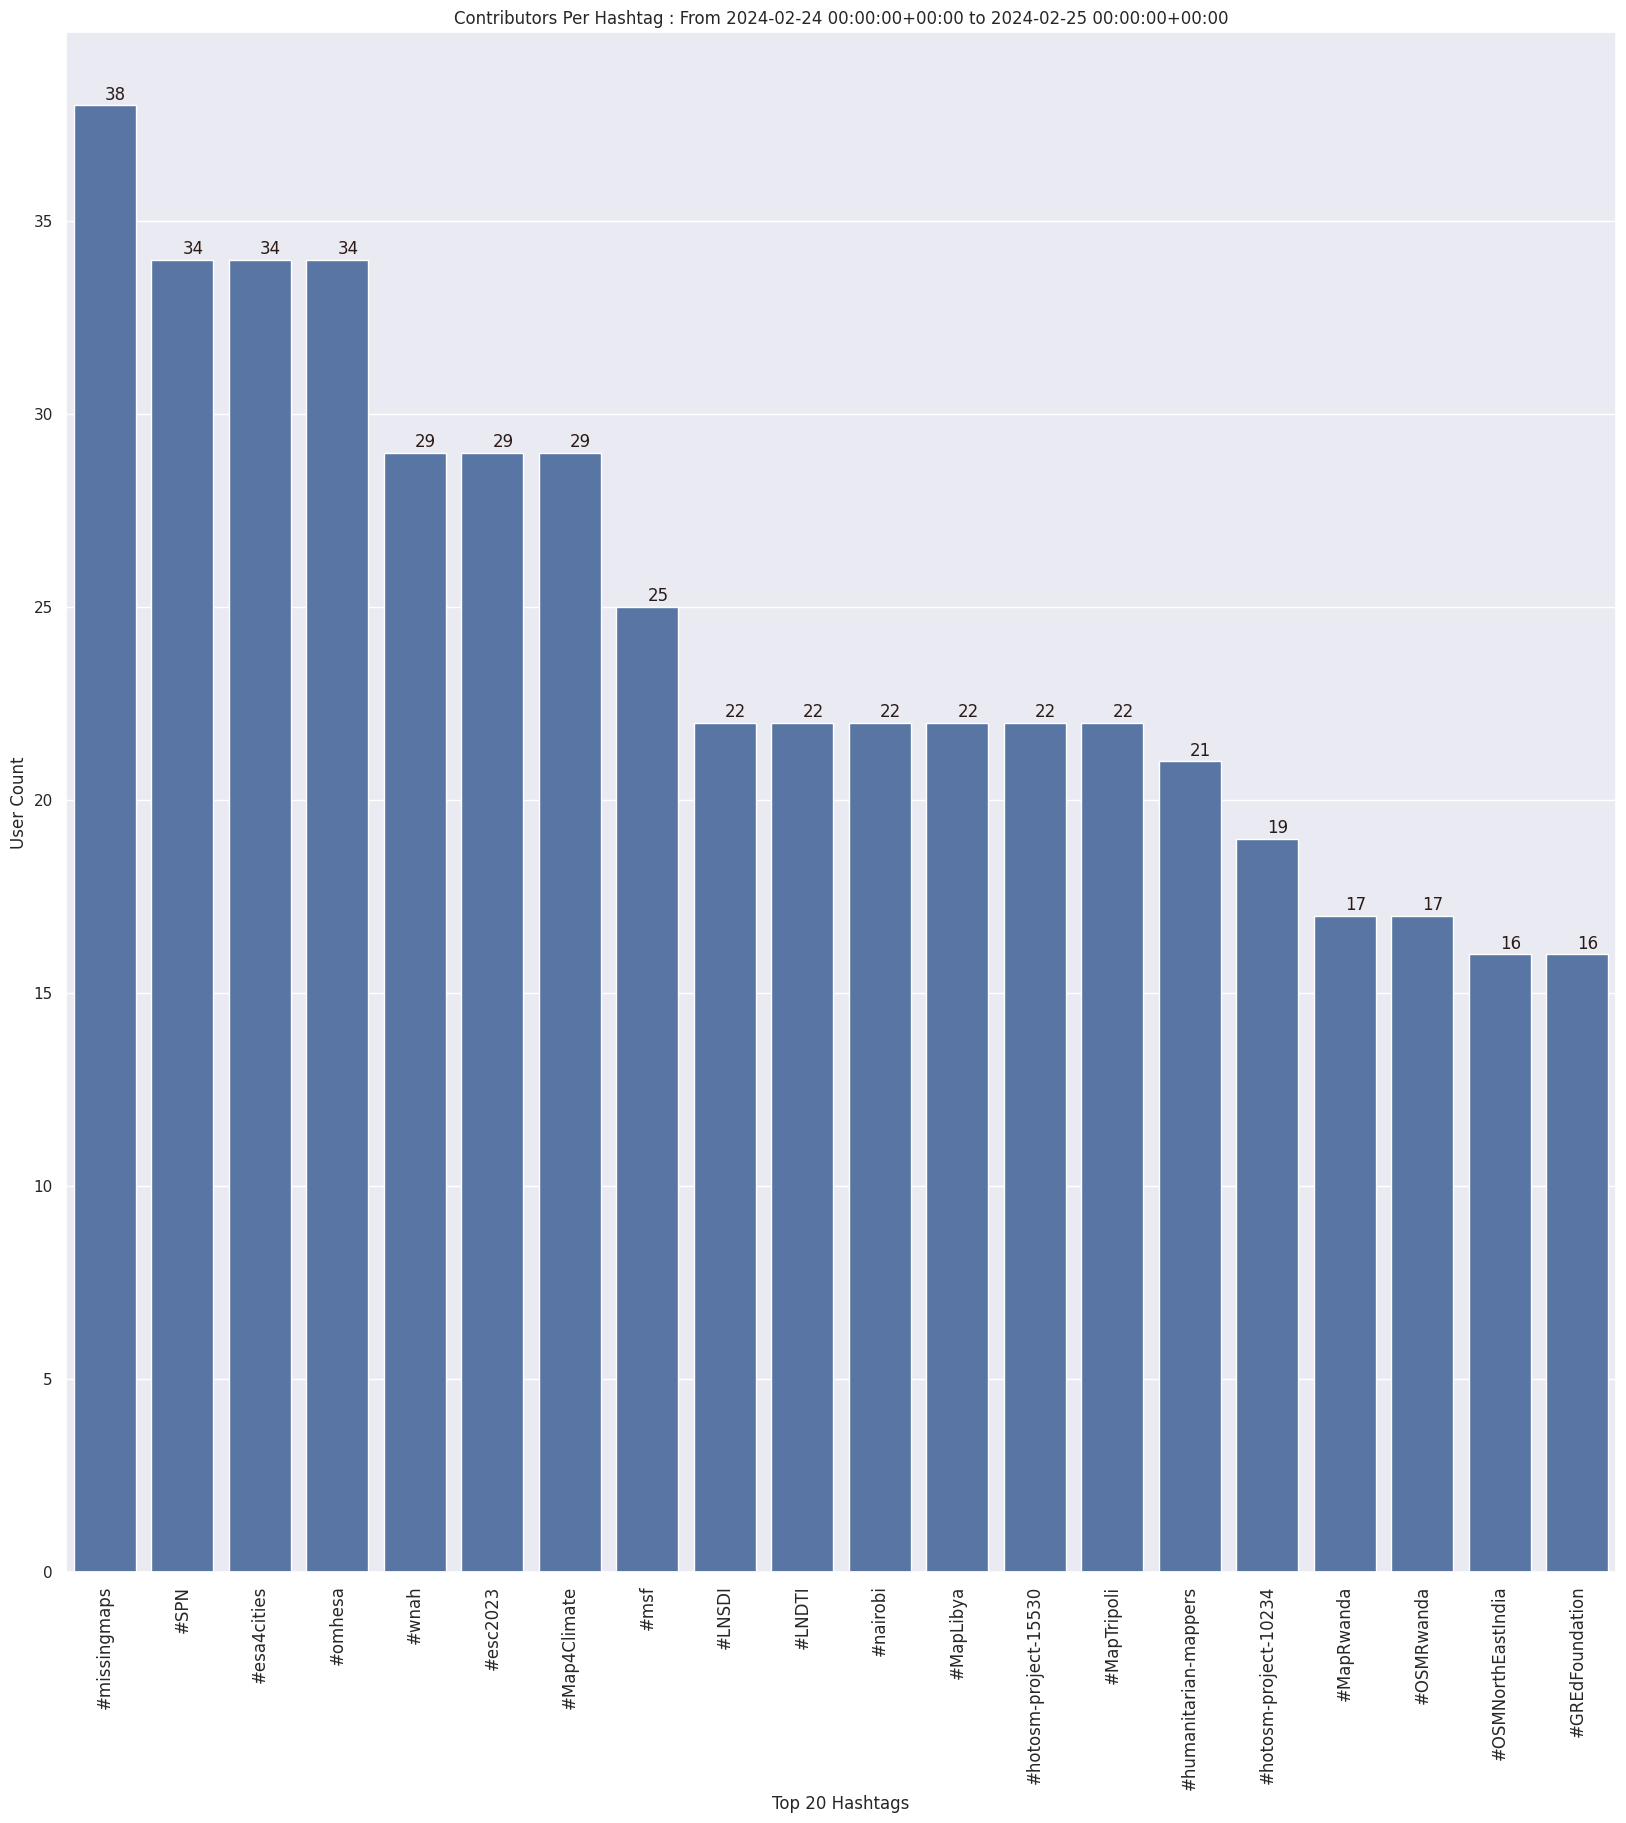 Contributors Per Hashtag : From 2024-02-24 00:00:00+00:00 to 2024-02-25 00:00:00+00:00
38
34
34
34
29
29
29
25
22
22
22
22
22
22
21
19
17
17
16
16
User Count
35
30
25
20
15
10
5
0
#missingmaps
#SPN
#esa4cities
#omhesa
#wnah
#esc2023
#Map4Climate
#msf
#LNSDI
#LNDTI
#nairobi
#MapLibya
#hotosm-project-15530
#MapTripoli
#humanitarian-mappers
#hotosm-project-10234
#MapRwanda
#OSMRwanda
#OSMNorthEastIndia
#GREdFoundation
Top 20 Hashtags